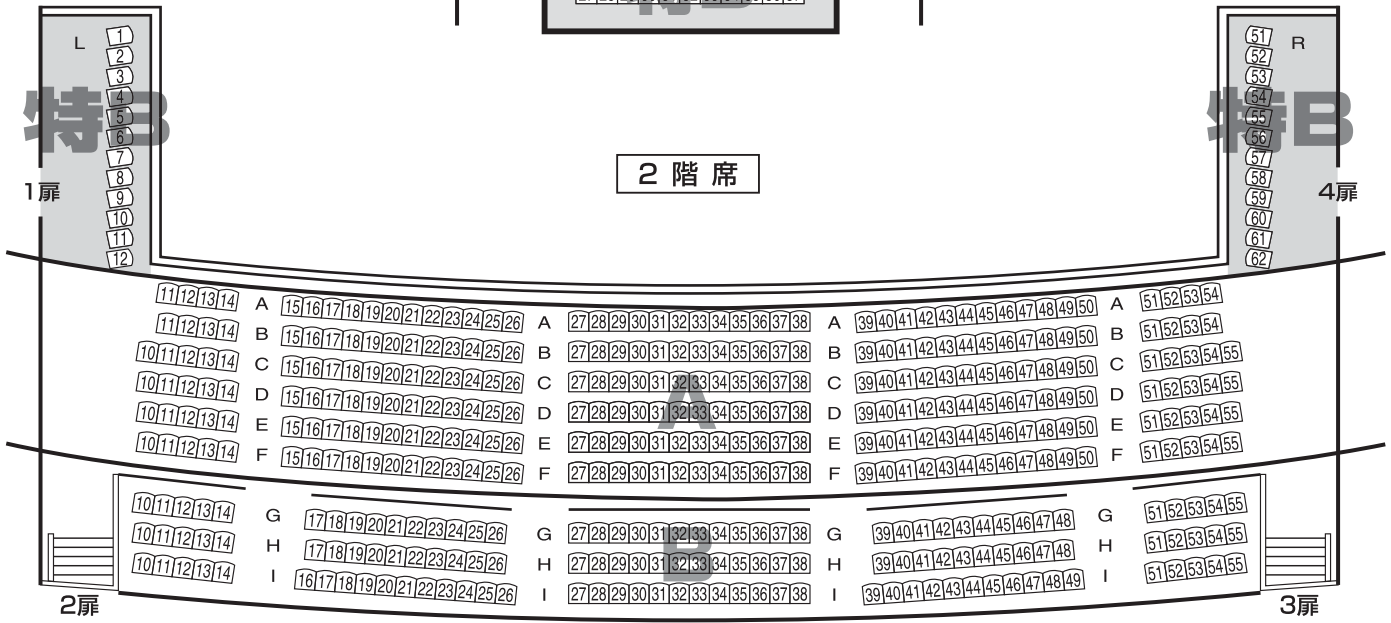 特B
L
R
1
2
3
4
5
6
7
8
9
10
11
12
51
52
53
54
55
56
57
58
59
60
61
62
特B
特B
2階席
1扉
4扉
11 12 13 14 A 15 16 17 18 19 20 21 22 23 24 25 26 A 27 28 29 30 31 32 33 34 35 36 37 38 A 39 40 41 42 43 44 45 46 47 48 49 50 A 51 52 53 54
11 12 13 14 B 15 16 17 18 19 20 21 22 23 24 25 26 B 27 28 29 30 31 32 33 34 35 36 37 38 B 39 40 41 42 43 44 45 46 47 48 49 50 B 51 52 53 54
10 11 12 13 14 C 15 16 17 18 19 20 21 22 23 24 25 26 C 27 28 29 30 31 32 33 34 35 36 37 38 C 39 40 41 42 43 44 45 46 47 48 49 50 C 51 52 53 54 55
10 11 12 13 14 D 15 16 17 18 19 20 21 22 23 24 25 26 D 27 28 29 30 31 32 33 34 35 36 37 38 D 39 40 41 42 43 44 45 46 47 48 49 50 D 51 52 53 54 55
A
10 11 12 13 14 E 15 16 17 18 19 20 21 22 23 24 25 26 E 27 28 29 30 31 32 33 34 35 36 37 38 E 39 40 41 42 43 44 45 46 47 48 49 50 E 51 52 53 54 55
10 11 12 13 14 F 15 16 17 18 19 20 21 22 23 24 25 26 F 27 28 29 30 31 32 33 34 35 36 37 38 F 39 40 41 42 43 44 45 46 47 48 49 50 F 51 52 53 54 55
10 11 12 13 14 G 17 18 19 20 21 22 23 24 25 26 G 27 28 29 30 31 32 33 34 35 36 37 38 G 39 40 41 42 43 44 45 46 47 48 G 51 52 53 54 55
B
10 11 12 13 14 H 17 18 19 20 21 22 23 24 25 26 H 27 28 29 30 31 32 33 34 35 36 37 38 H 39 40 41 42 43 44 45 46 47 48 H 51 52 53 54 55
10 11 12 13 14 I 16 17 18 19 20 21 22 23 24 25 26 I 27 28 29 30 31 32 33 34 35 36 37 38 I 39 40 41 42 43 44 45 46 47 48 49 I 51 52 53 54 55
2扉
3扉